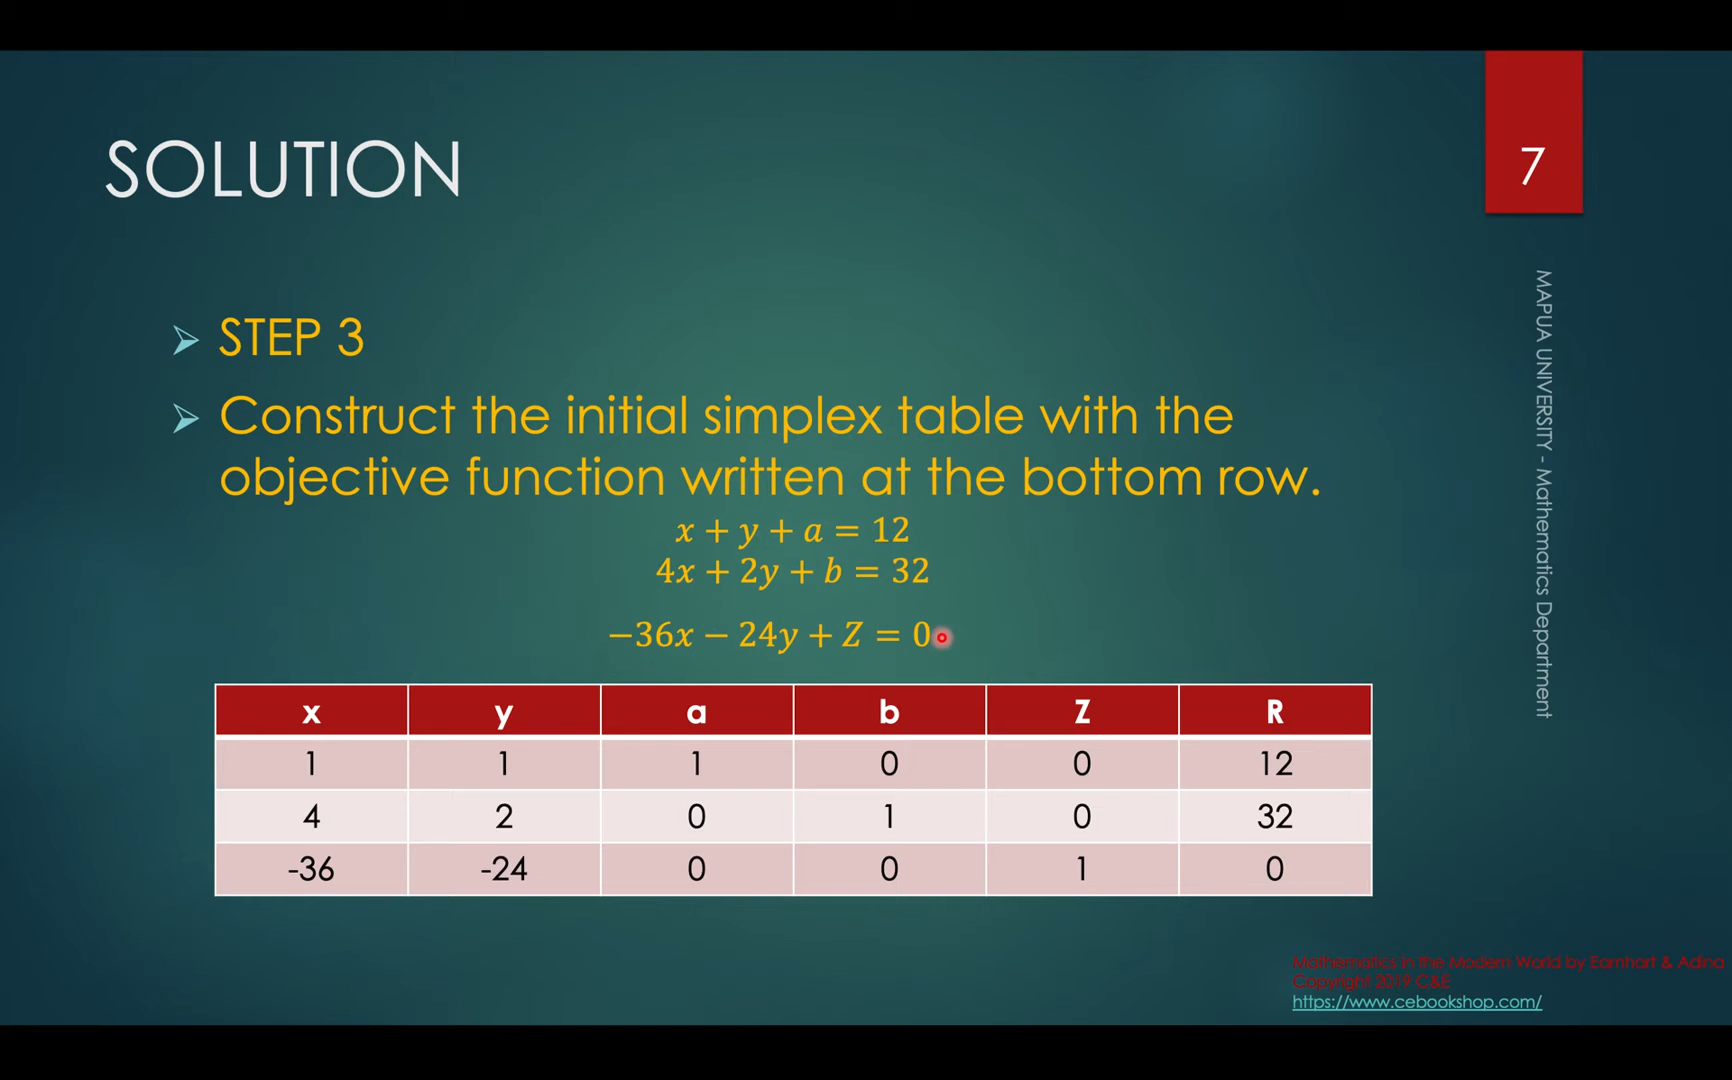 SOLUTION
7
STEP 3
Construct the initial simplex table with the
objective function written at the bottom row.
x + y + a = 12
4x + 2y + b = 32
−36x − 24y + Z = 0
x y a b Z R
1 1 1 0 0 12
4 2 0 1 0 32
-36 -24 0 0 1 0
MAPUA UNIVERSITY - Mathematics Department
Mathematics in the Modern World by Earnhart & Adina
Copyright 2019 C&E
https://www.cebookshop.com/